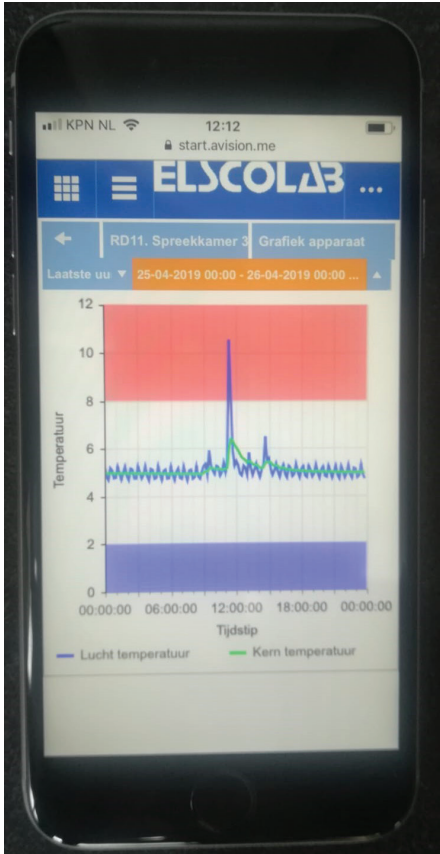 KPN NL 12:12
start.avision.me
ELSCOLAB
RD11. Spreekkamer 3 Grafiek apparaat
Laatste uu 25-04-2019 00:00 - 26-04-2019 00:00 ...
12
10
8
6
4
2
0
Temperatuur
00:00:00 06:00:00 12:00:00 18:00:00 00:00:00
Tijdstip
Lucht temperatuur Kern temperatuur